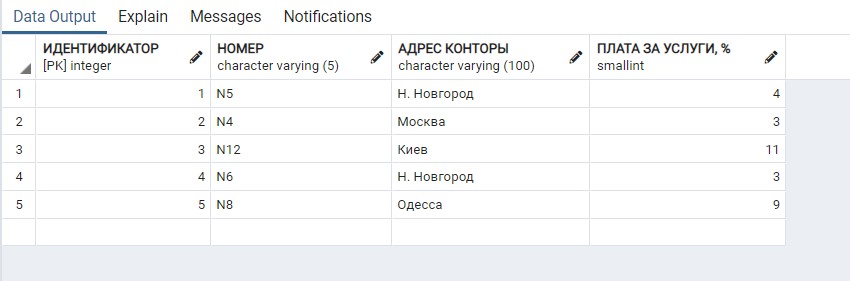 Data Output Explain Messages Notifications
ИДЕНТИФИКАТОР НОМЕР АДРЕС КОНТОРЫ ПЛАТА ЗА УСЛУГИ, %
[PK] integer character varying (5) character varying (100) smallint
1 1 N5 Н. Новгород 4
2 2 N4 Москва 3
3 3 N12 Киев 11
4 4 N6 Н. Новгород 3
5 5 N8 Одесса 9